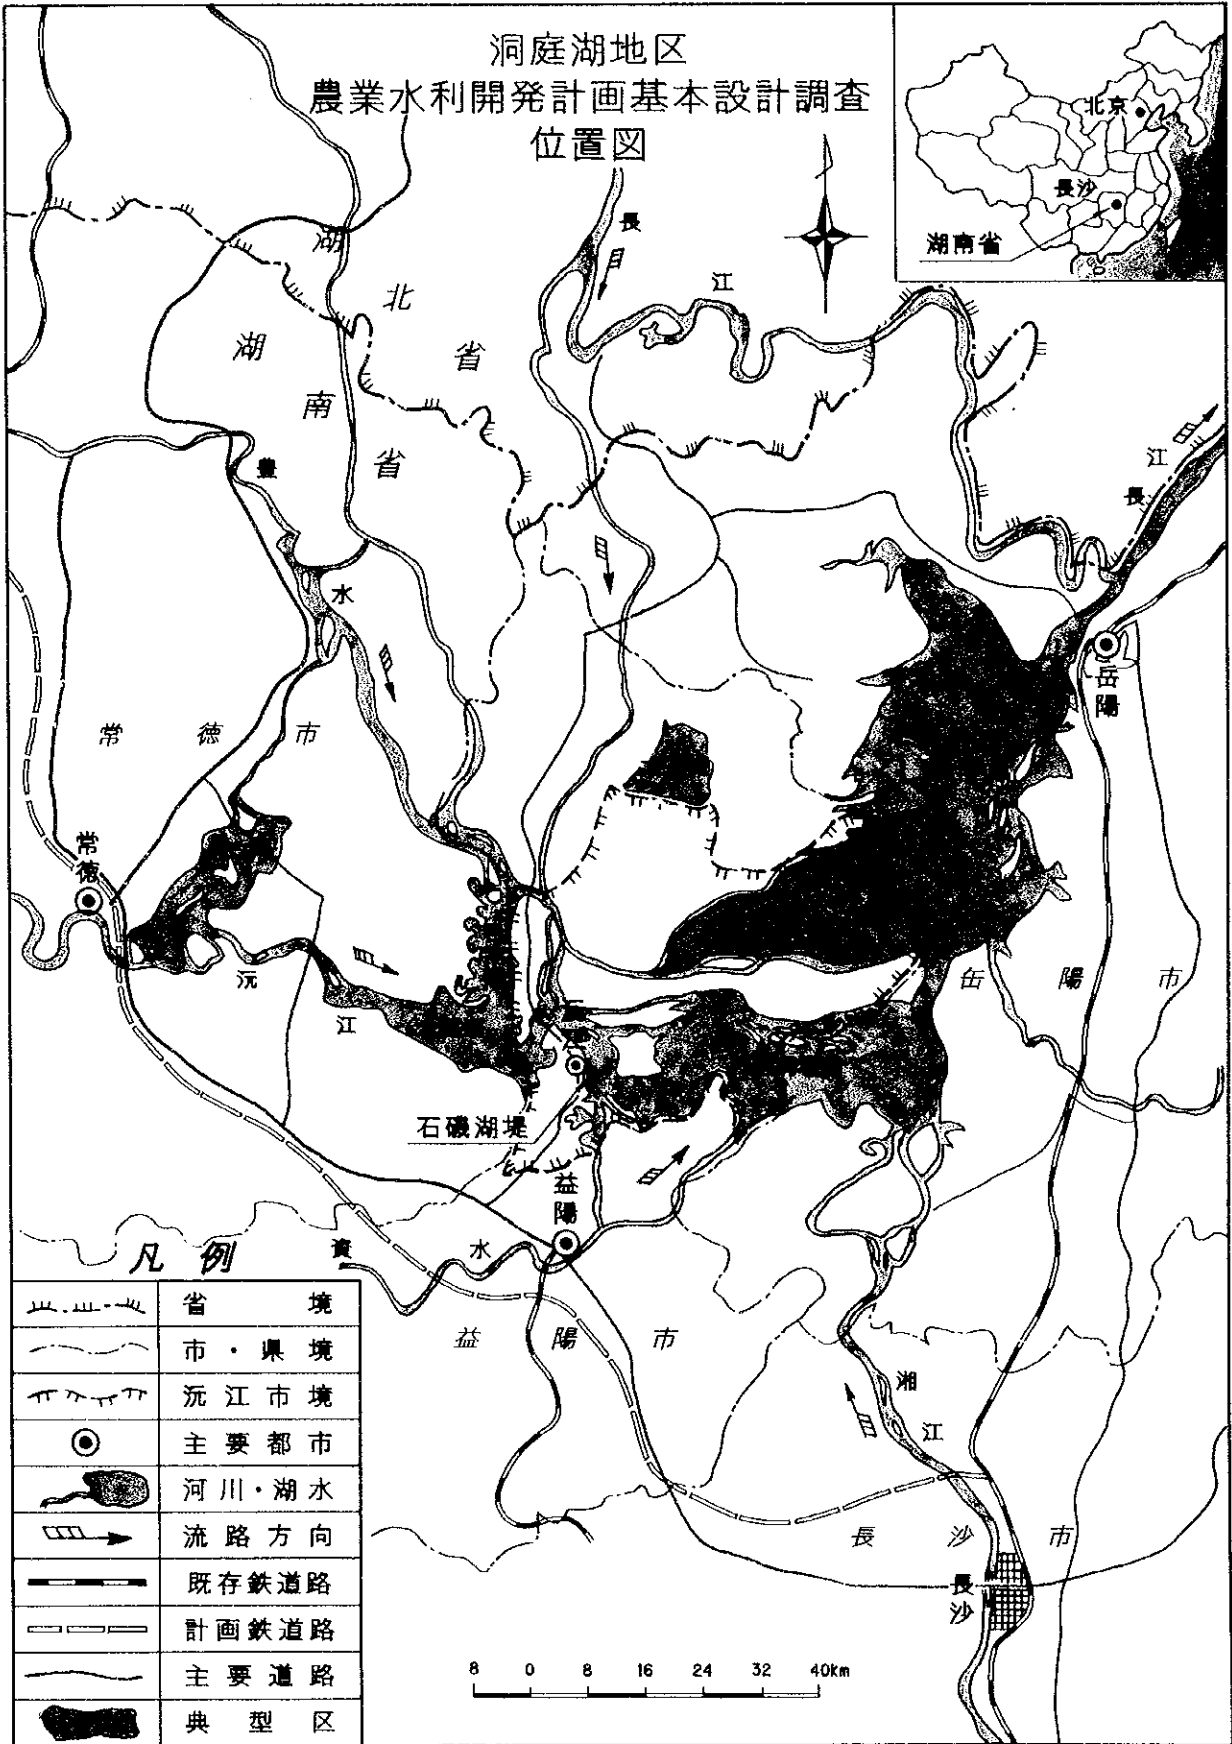 洞庭湖地区
農業水利開発計画基本設計調査
位置図
北京
長沙
湖南省
長
江
湖
北
省
湖
南
省
江
長
豊
水
岳陽
常徳市
常徳
沅
江
岳陽市
石磯湖堤
益陽
資
水
益陽市
湘
江
長沙市
長沙
凡例
省境
市・県境
沅江市境
主要都市
河川・湖水
流路方向
既存鉄道路
計画鉄道路
主要道路
典型区
8 0 8 16 24 32 40km